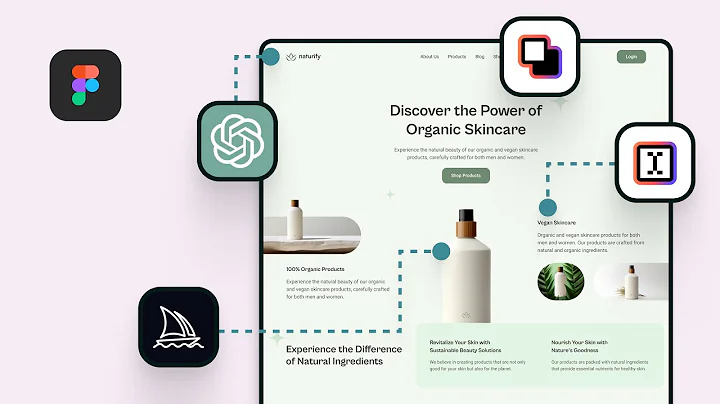 naturify
About Us Products Blog
Login
Discover the Power of
Organic Skincare
Experience the natural beauty of our organic and vegan skincare
products, carefully crafted for both men and women.
Shop Products
100% Organic Products
Experience the natural beauty of our organic
and vegan skincare products, carefully crafted
for both men and women.
Vegan Skincare
Organic and vegan skincare products for both
men and women. Our products are crafted from
natural and organic ingredients.
Experience the Difference
of Natural Ingredients
Revitalize Your Skin with
Sustainable Beauty Solutions
We believe in creating products that are not only
good for your skin but also for the planet.
Nourish Your Skin with
Nature's Goodness
Our products are packed with natural ingredients
that provide essential nutrients for healthy skin.